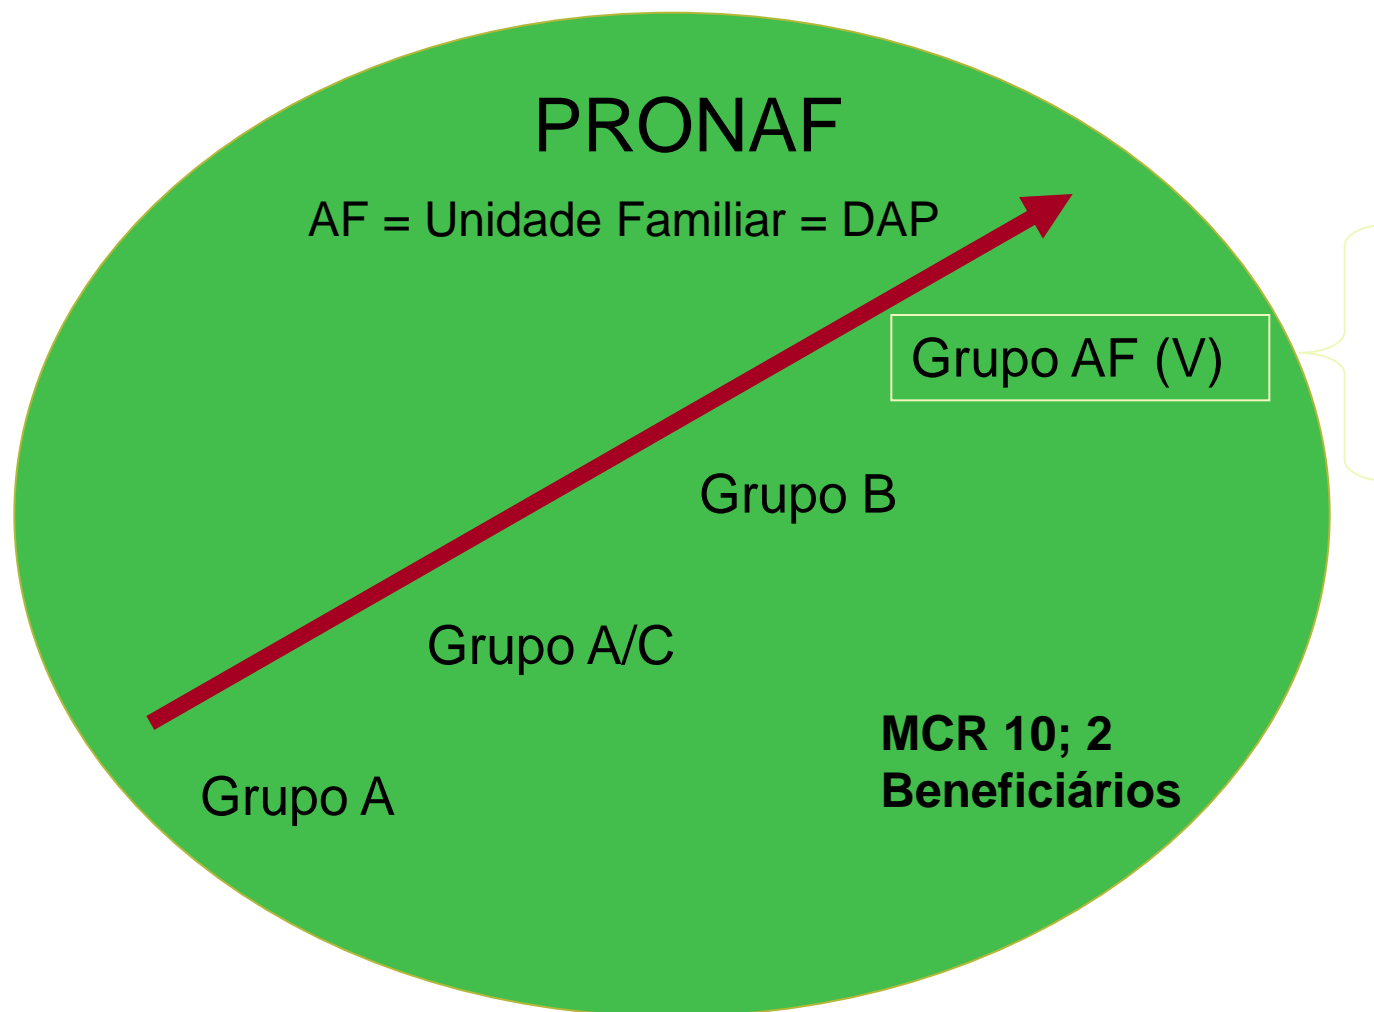 PRONAF
AF = Unidade Familiar = DAP
Grupo AF (V)
Grupo B
Grupo A/C
MCR 10; 2
Beneficiários
Grupo A